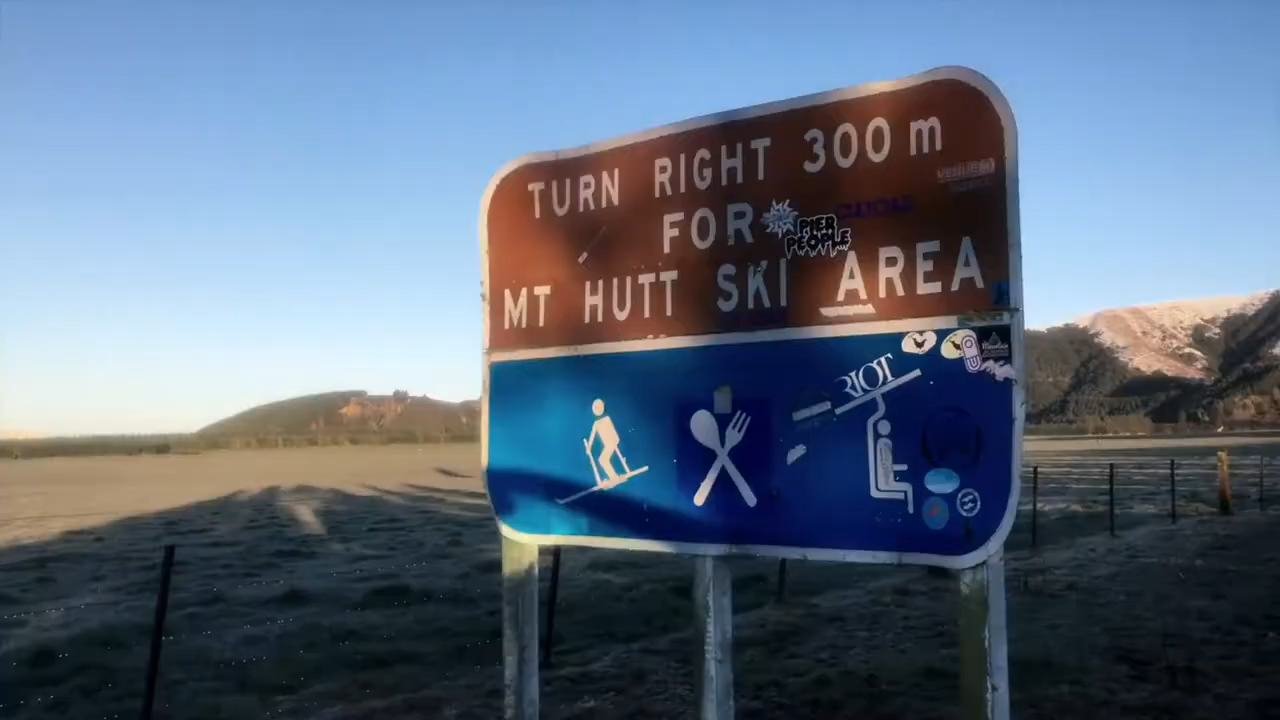 TURN RIGHT 300 m
FOR
PIER
PEOPLE
MT HUTT SKI AREA
RIOT